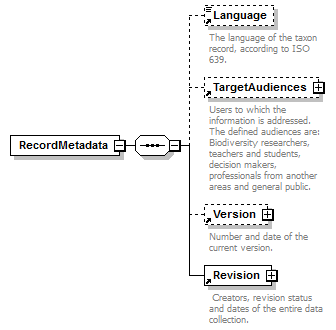 Language
The language of the taxon
record, according to ISO
639.
TargetAudiences
Users to which the
information is addressed.
The defined audiences are:
Biodiversity researchers,
teachers and students,
decision makers,
professionals from another
areas and general public.
RecordMetadata
Version
Number and date of the
current version.
Revision
Creators, revision status
and dates of the entire data
collection.